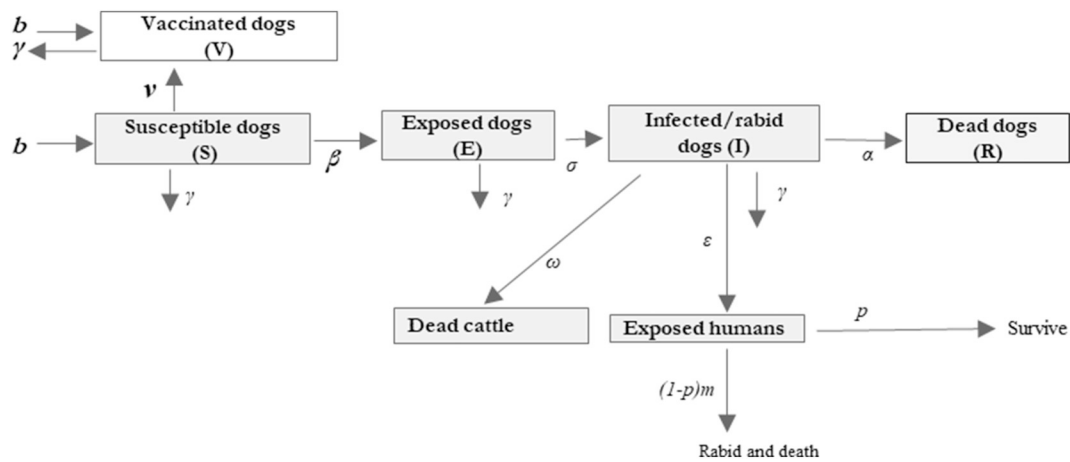 b
Vaccinated dogs
(V)
γ
v
b
Susceptible dogs
(S)
β
Exposed dogs
(E)
σ
Infected/rabid
dogs (I)
α
Dead dogs
(R)
γ
γ
γ
ω
ε
Dead cattle
Exposed humans
p
Survive
(1-p)m
Rabid and death